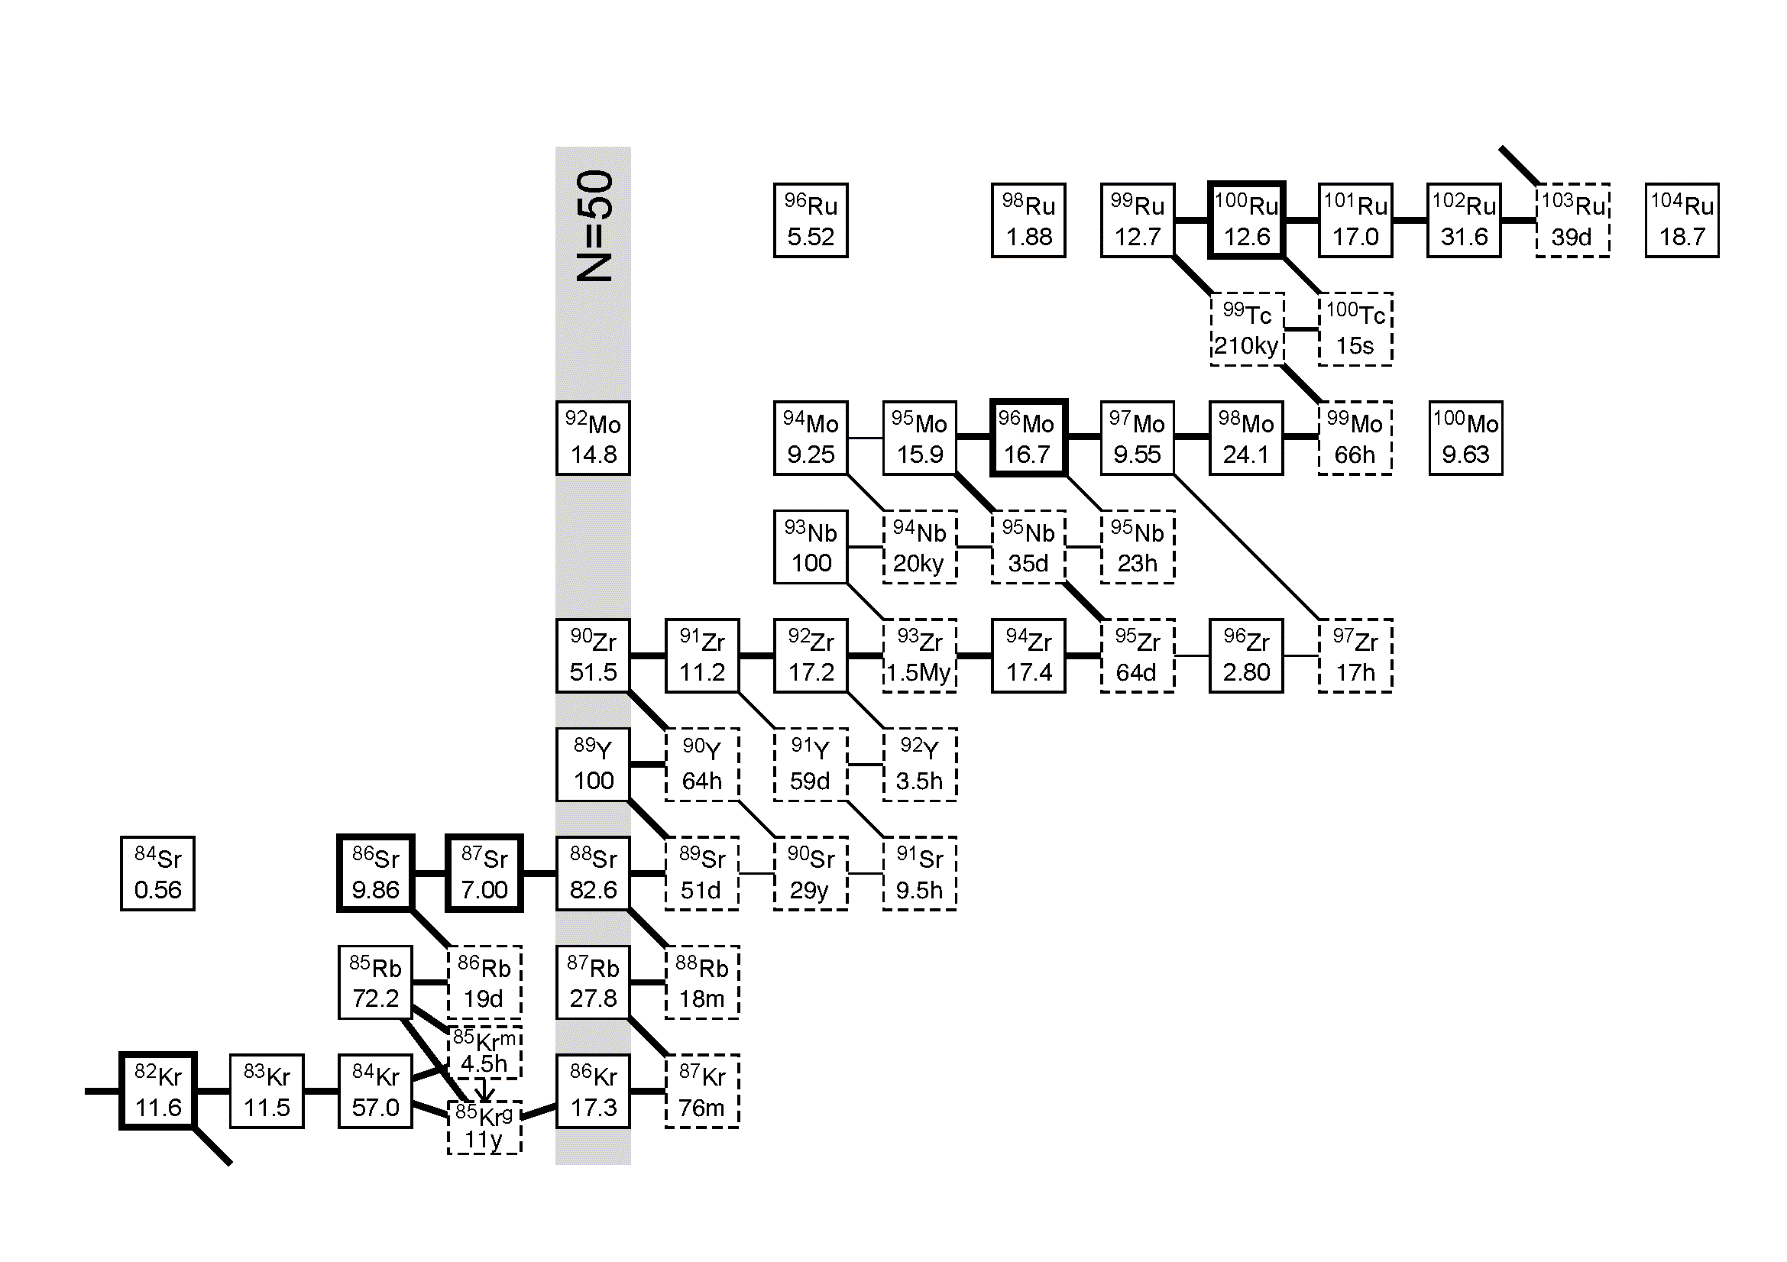 N=50
96Ru 98Ru 99Ru 100Ru 101Ru 102Ru 103Ru 104Ru
5.52 1.88 12.7 12.6 17.0 31.6 39d 18.7
99Tc 100Tc
210ky 15s
92Mo 94Mo 95Mo 96Mo 97Mo 98Mo 99Mo 100Mo
14.8 9.25 15.9 16.7 9.55 24.1 66h 9.63
93Nb 94Nb 95Nb 95Nb
100 20ky 35d 23h
90Zr 91Zr 92Zr 93Zr 94Zr 95Zr 96Zr 97Zr
51.5 11.2 17.2 1.5My 17.4 64d 2.80 17h
89Y 90Y 91Y 92Y
100 64h 59d 3.5h
84Sr 86Sr 87Sr 88Sr 89Sr 90Sr 91Sr
0.56 9.86 7.00 82.6 51d 29y 9.5h
85Rb 86Rb 87Rb 88Rb
72.2 19d 27.8 18m
85Krm
4.5h
82Kr 83Kr 84Kr 86Kr 87Kr
11.6 11.5 57.0 17.3 76m
85Krg
11y